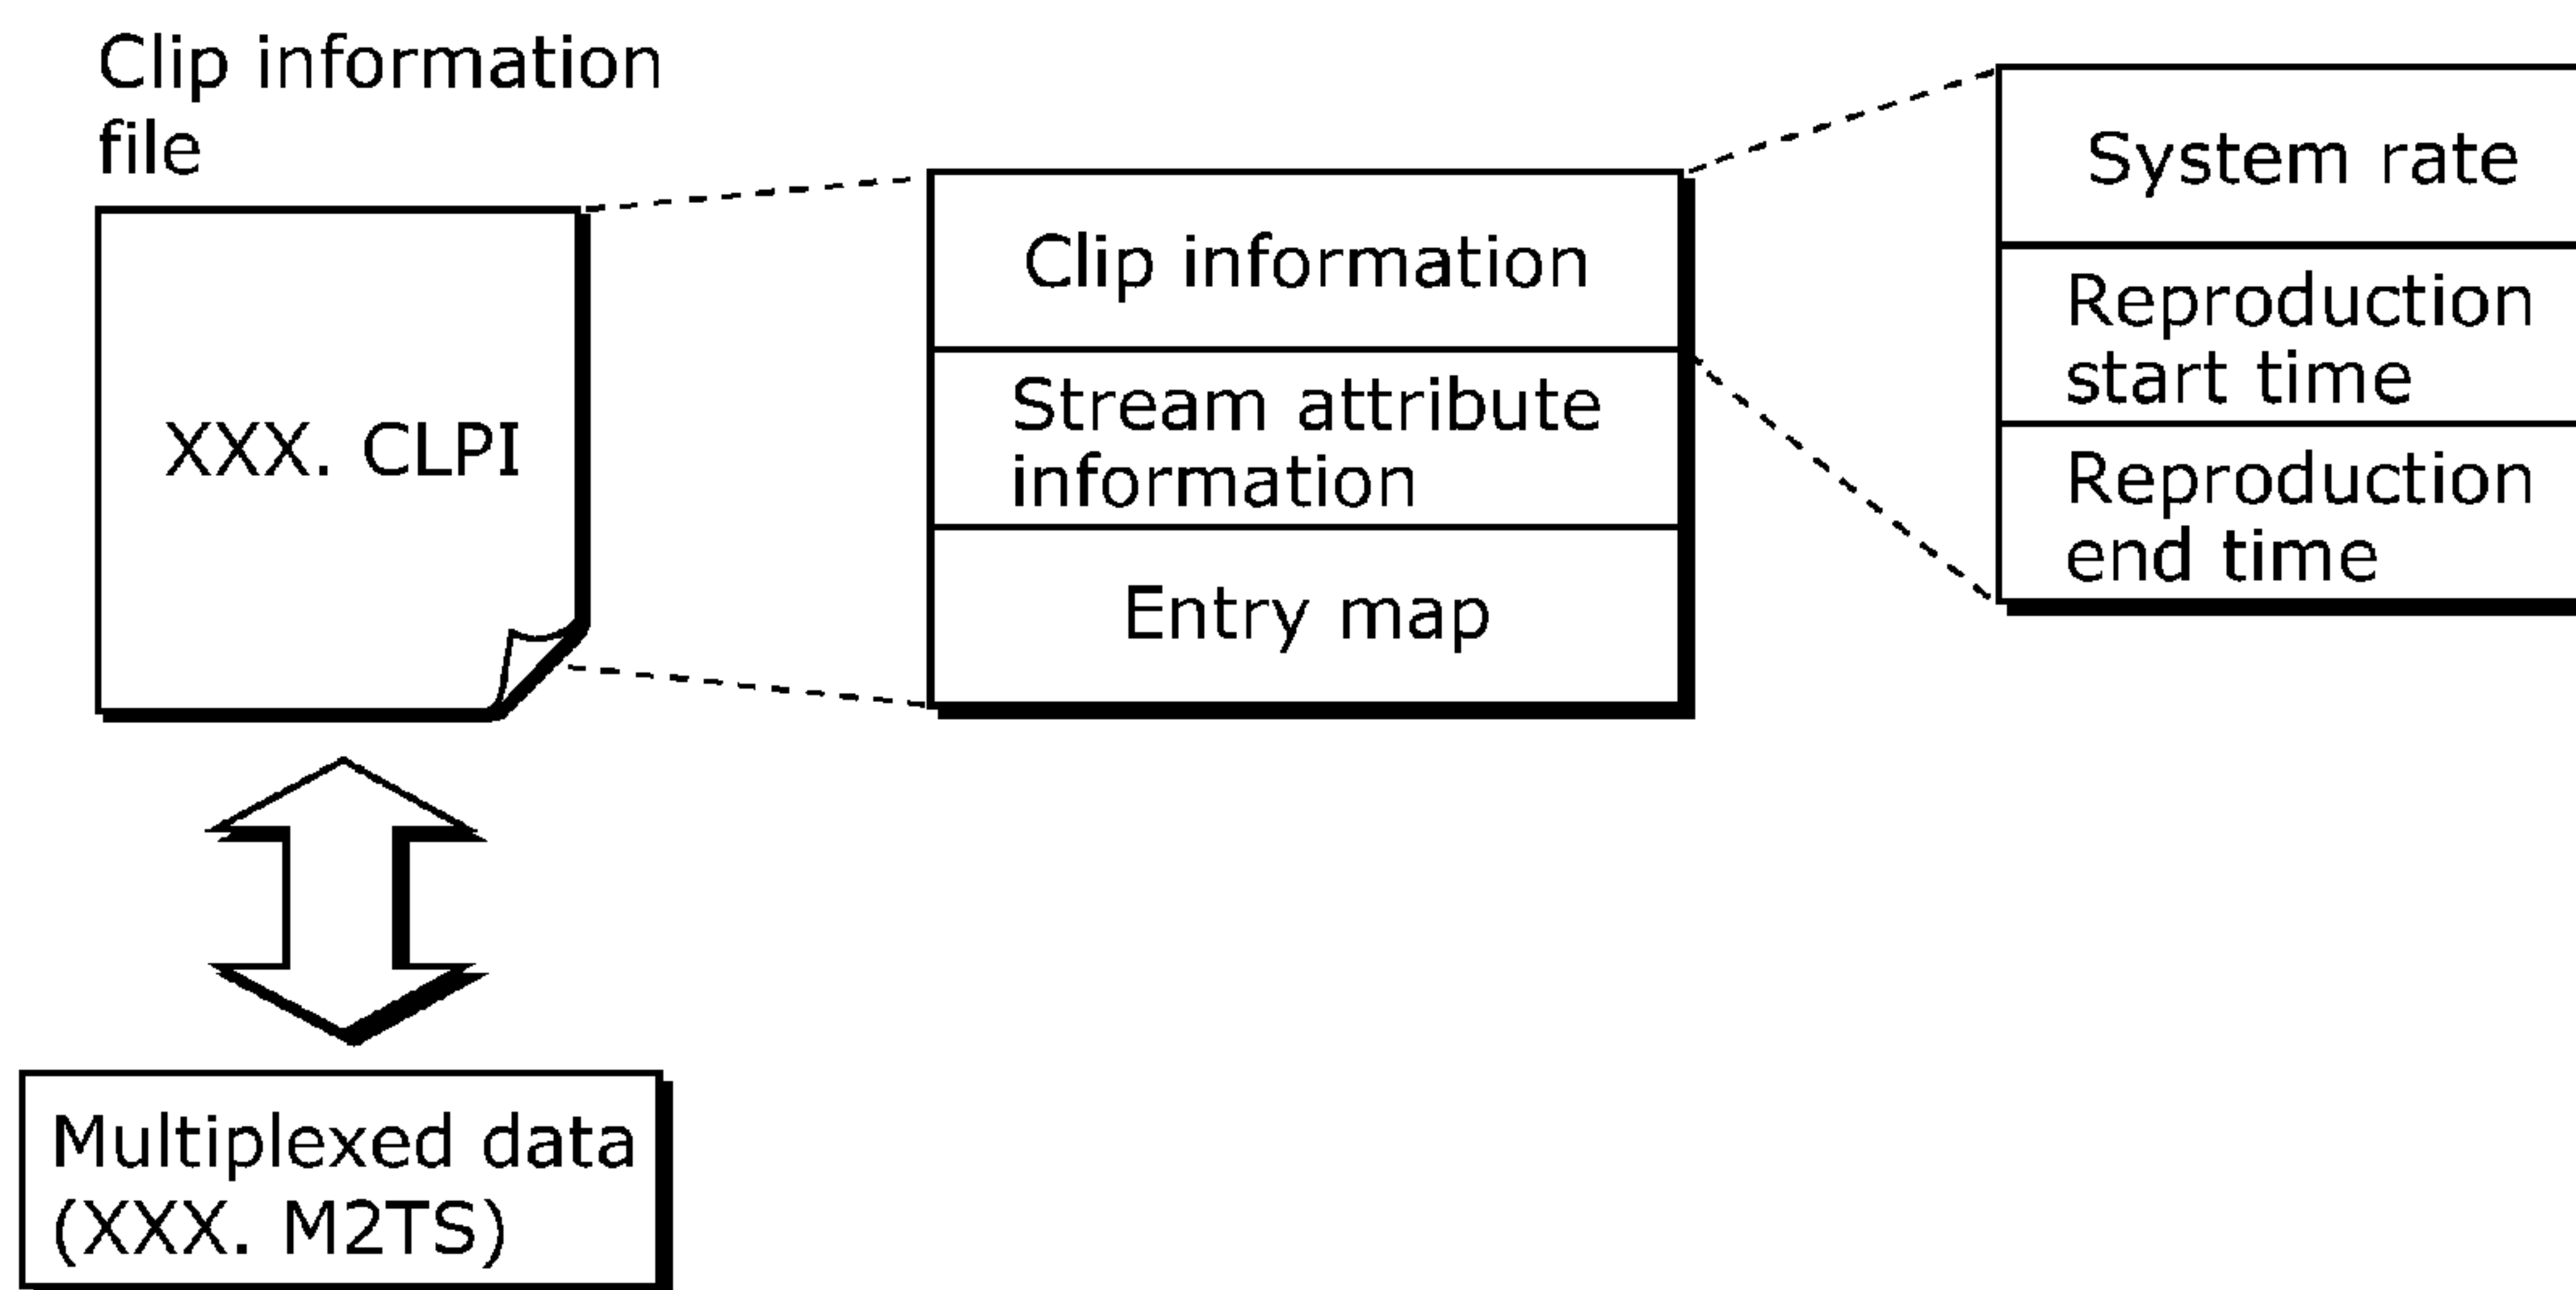 Clip information
file
XXX. CLPI
Multiplexed data
(XXX. M2TS)
Clip information
Stream attribute
information
Entry map
System rate
Reproduction
start time
Reproduction
end time